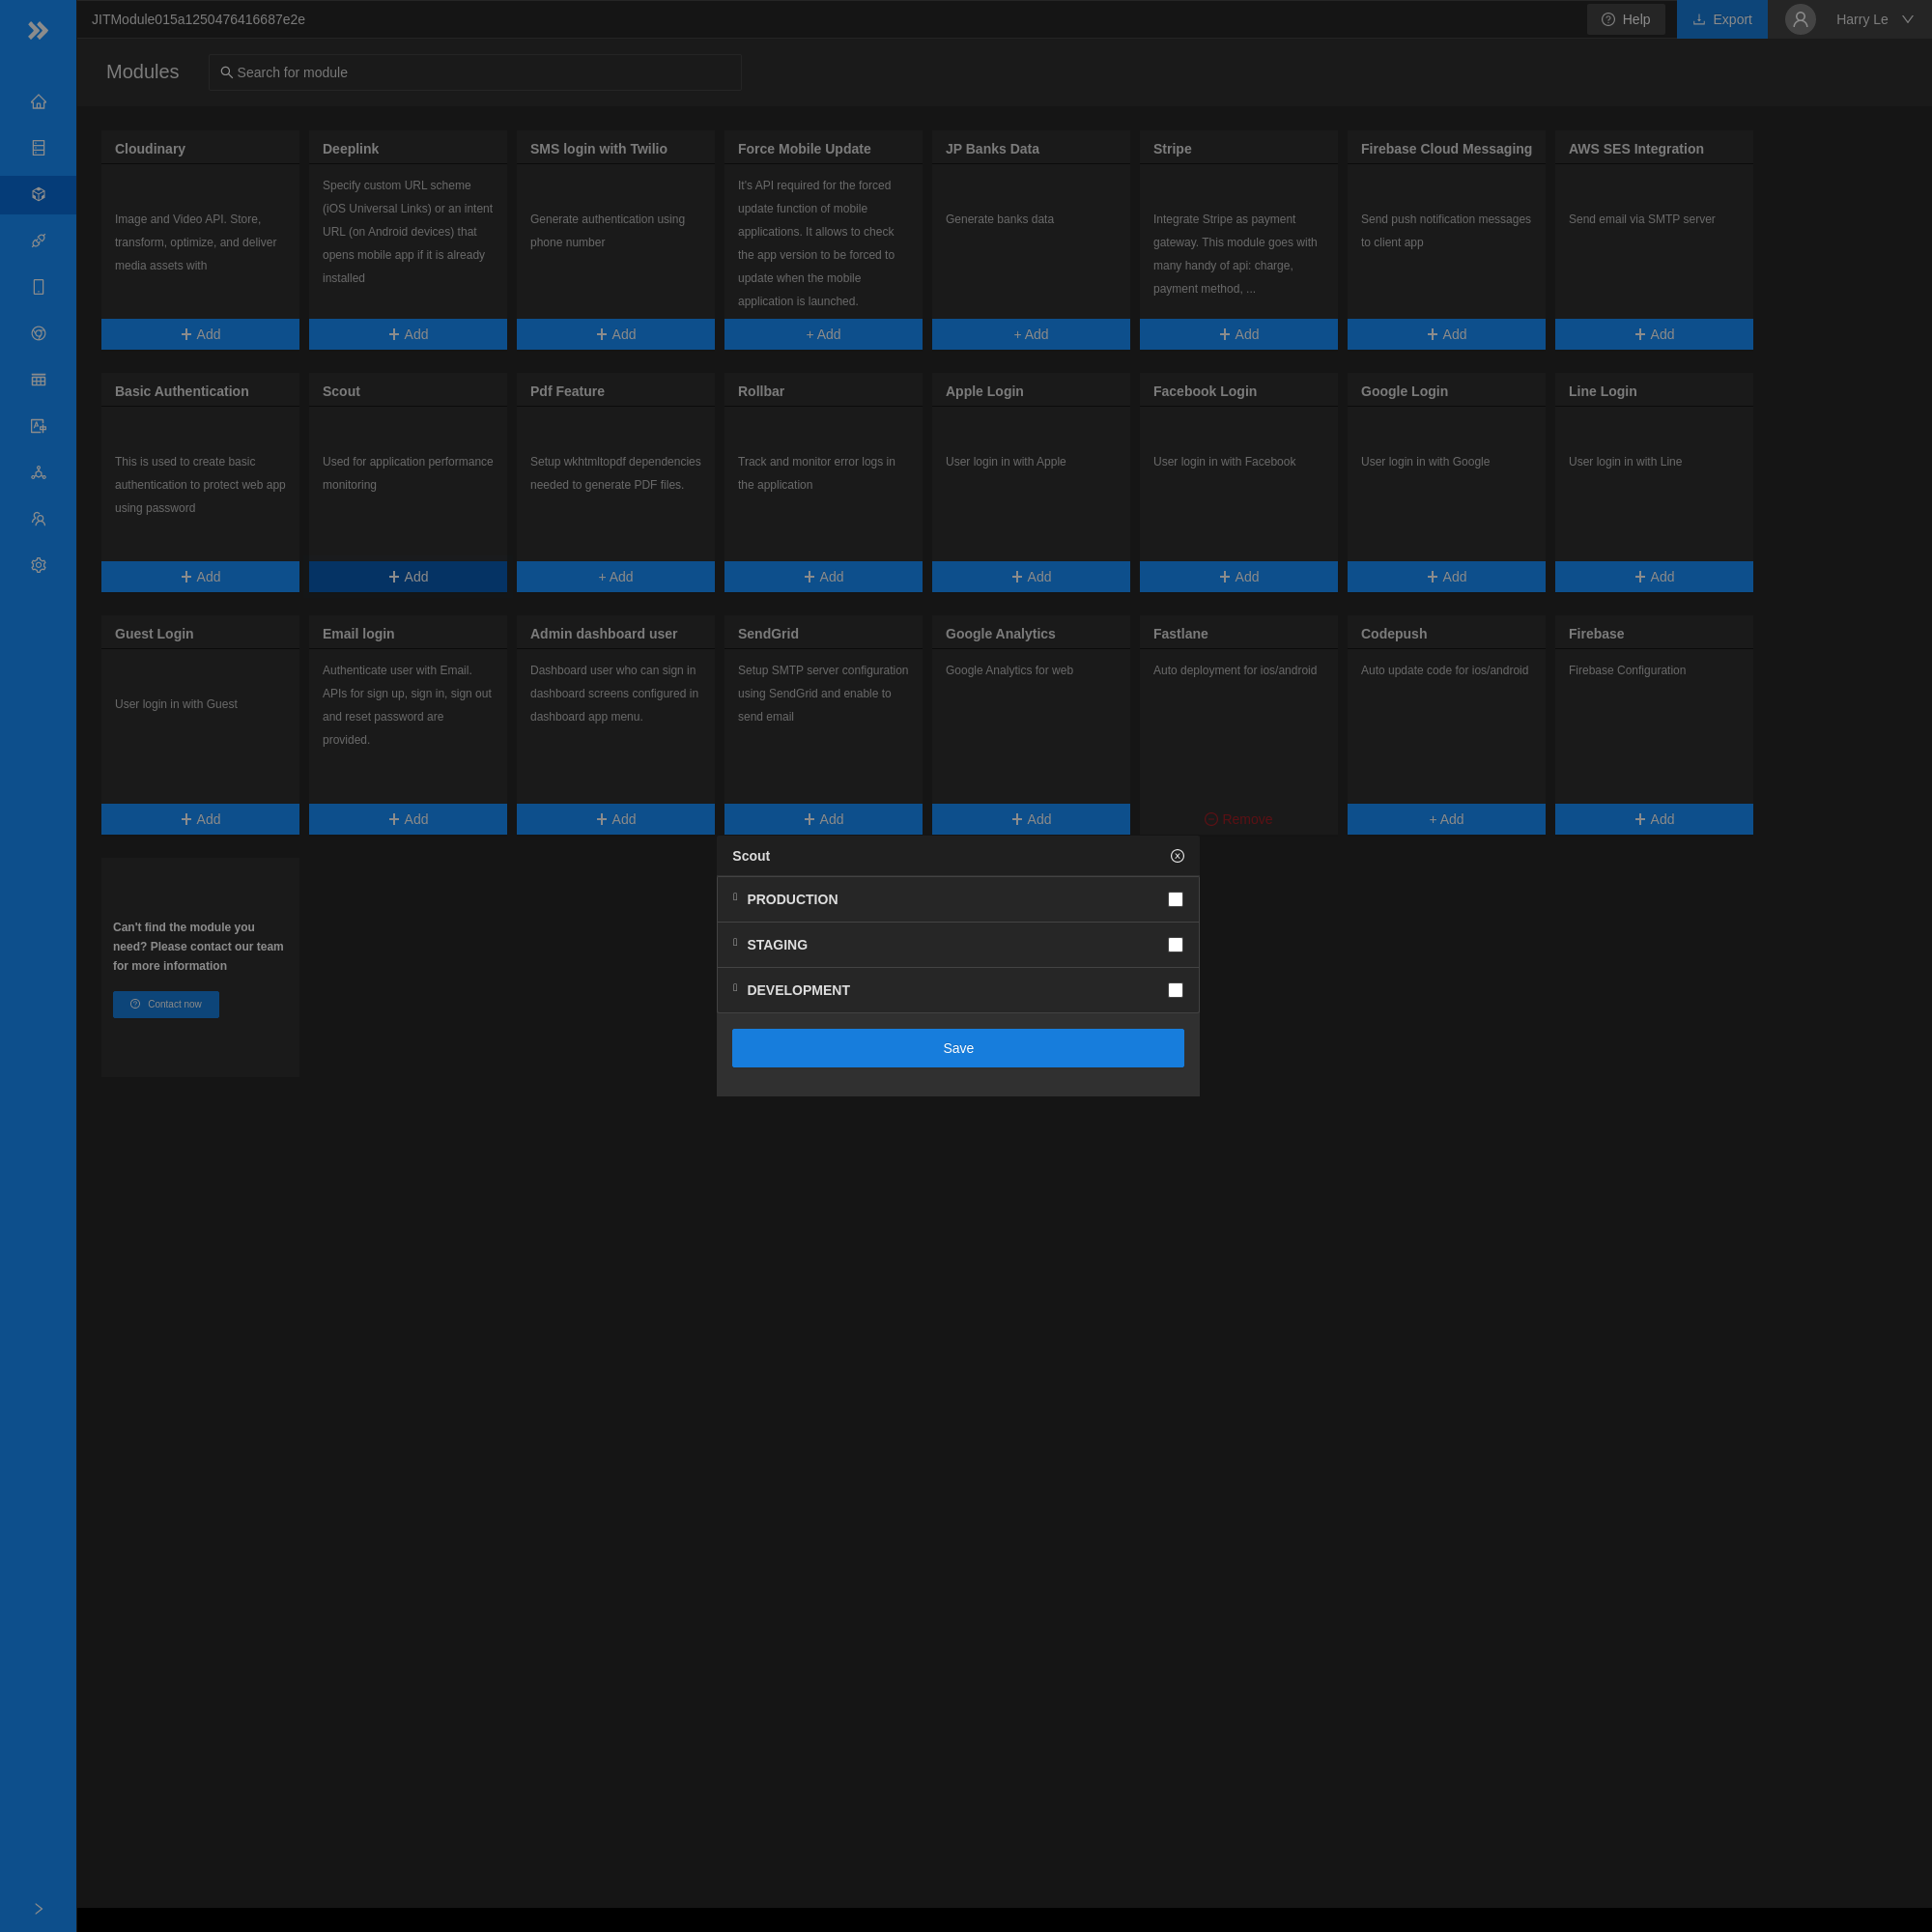 JITModule015a1250476416687e2e
Help
Export
Harry Le
Modules
Search for module
Cloudinary
Image and Video API. Store,
transform, optimize, and deliver
media assets with
+ Add
Deeplink
Specify custom URL scheme
(iOS Universal Links) or an intent
URL (on Android devices) that
opens mobile app if it is already
installed
+ Add
SMS login with Twilio
Generate authentication using
phone number
+ Add
Force Mobile Update
It's API required for the forced
update function of mobile
applications. It allows to check
the app version to be forced to
update when the mobile
application is launched.
+ Add
JP Banks Data
Generate banks data
+ Add
Stripe
Integrate Stripe as payment
gateway. This module goes with
many handy of api: charge,
payment method, ...
+ Add
Firebase Cloud Messaging
Send push notification messages
to client app
+ Add
AWS SES Integration
Send email via SMTP server
+ Add
Basic Authentication
This is used to create basic
authentication to protect web app
using password
+ Add
Scout
Used for application performance
monitoring
+ Add
Pdf Feature
Setup wkhtmltopdf dependencies
needed to generate PDF files.
+ Add
Rollbar
Track and monitor error logs in
the application
+ Add
Apple Login
User login in with Apple
+ Add
Facebook Login
User login in with Facebook
+ Add
Google Login
User login in with Google
+ Add
Line Login
User login in with Line
+ Add
Guest Login
User login in with Guest
+ Add
Email login
Authenticate user with Email.
APIs for sign up, sign in, sign out
and reset password are
provided.
+ Add
Admin dashboard user
Dashboard user who can sign in
dashboard screens configured in
dashboard app menu.
+ Add
SendGrid
Setup SMTP server configuration
using SendGrid and enable to
send email
+ Add
Google Analytics
Google Analytics for web
+ Add
Fastlane
Auto deployment for ios/android
Remove
Codepush
Auto update code for ios/android
+ Add
Firebase
Firebase Configuration
+ Add
Can't find the module you
need? Please contact our team
for more information
Contact now
Scout
PRODUCTION
STAGING
DEVELOPMENT
Save